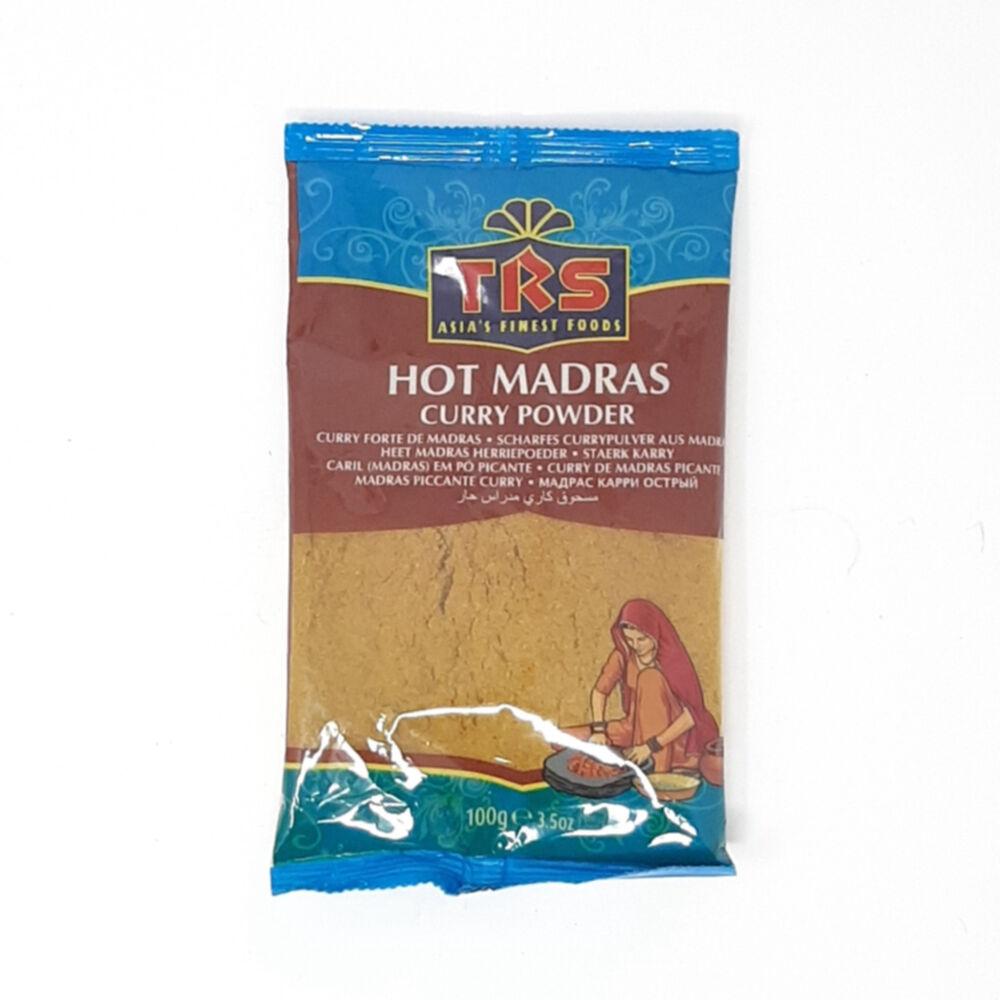 TRS
ASIA'S FINEST FOODS
HOT MADRAS
CURRY POWDER
CURRY FORTE DE MADRAS • SCHARFES CURRYPULVER AUS MADRA
HEET MADRAS HERRIEPOEDER • STAERK KARRY
CARIL (MADRAS) EM PÓ PICANTE • CURRY DE MADRAS PICANTE
MADRAS PICCANTE CURRY • МАДРАС КАРРИ ОСТРЫЙ
مسحوق كاري مدراس حار
100g ℮ 3.5oz